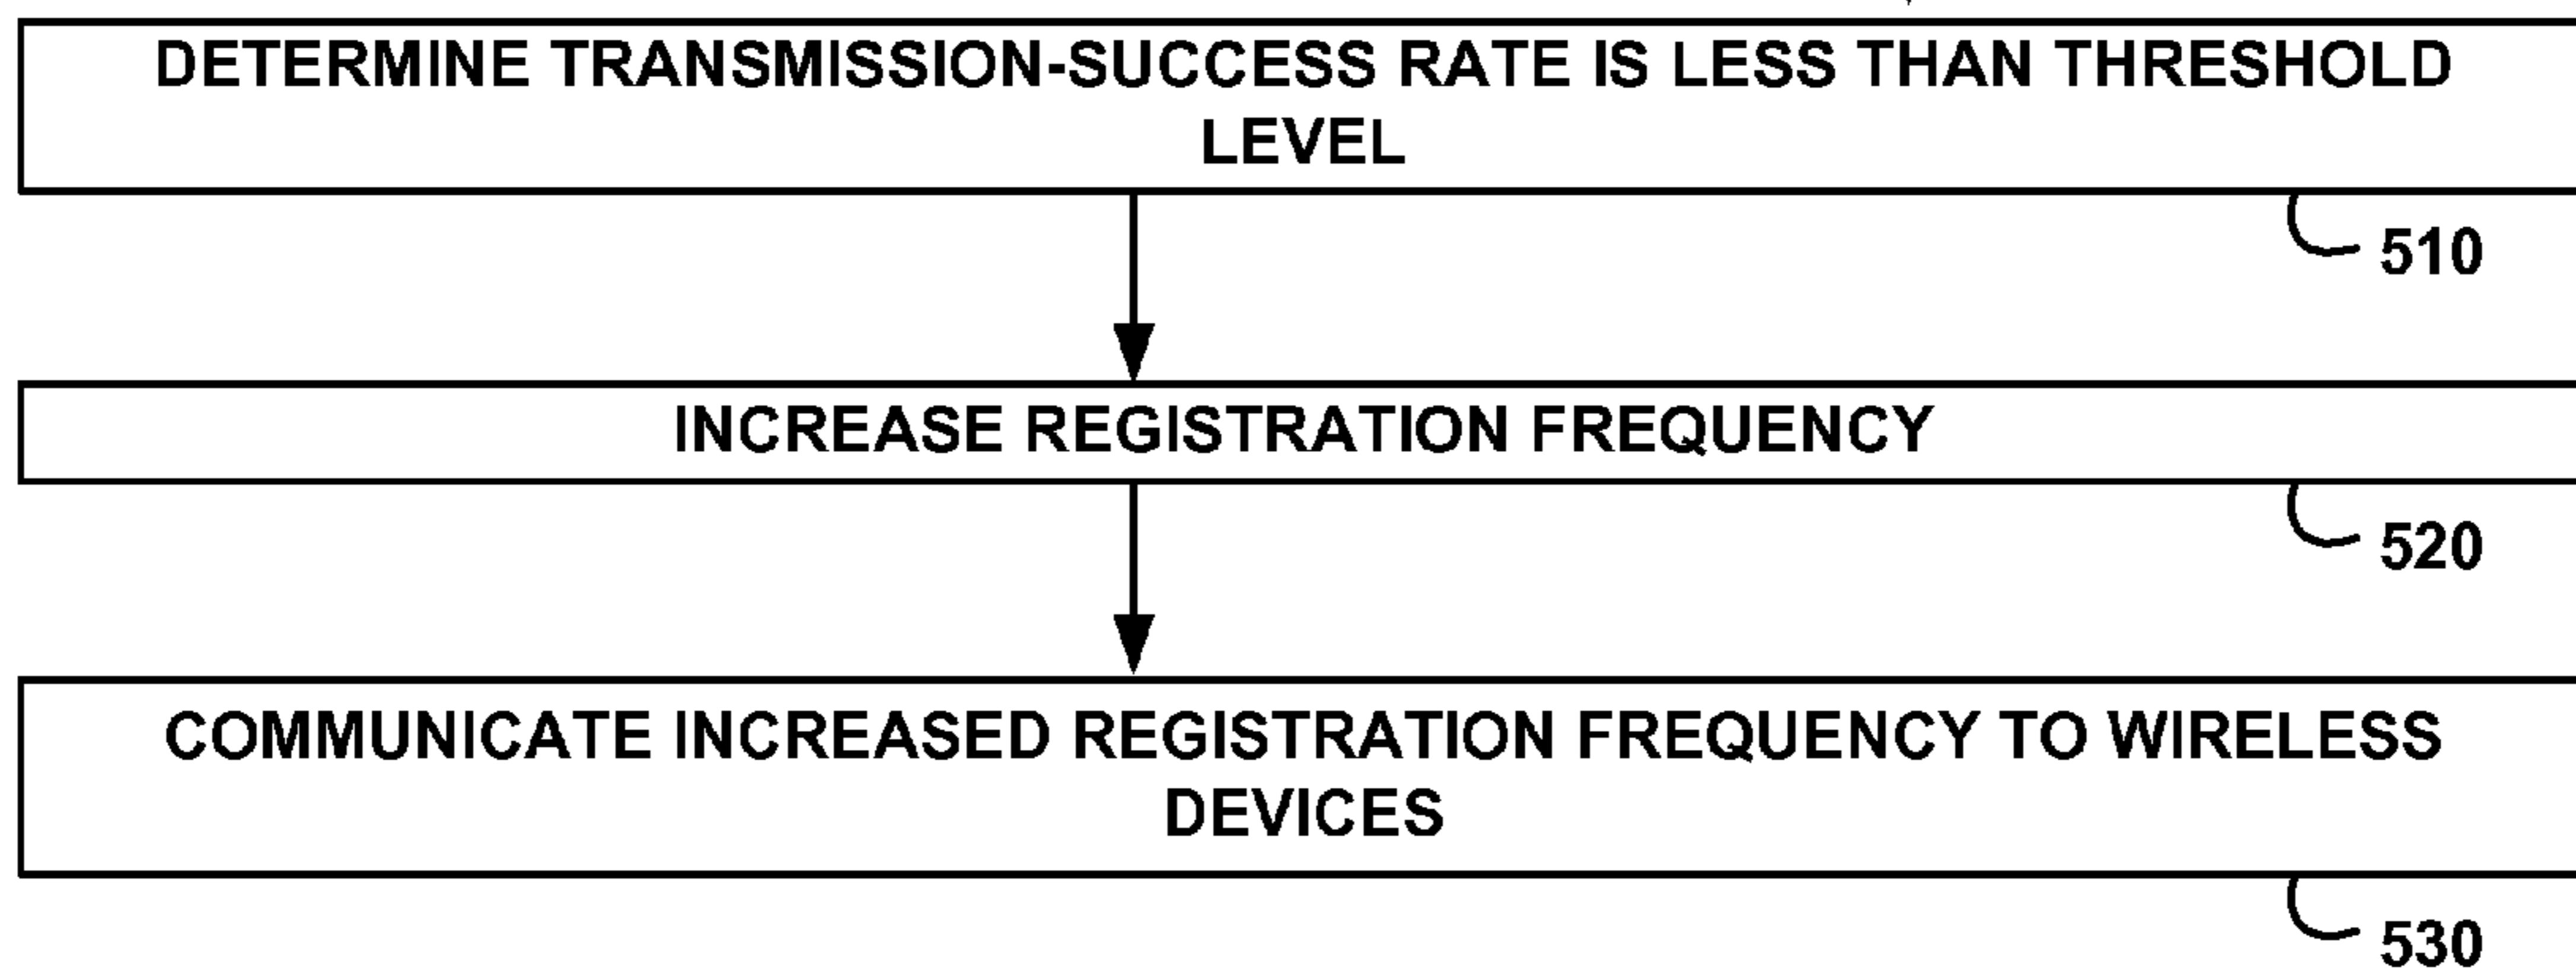 DETERMINE TRANSMISSION-SUCCESS RATE IS LESS THAN THRESHOLD
LEVEL
510
INCREASE REGISTRATION FREQUENCY
520
COMMUNICATE INCREASED REGISTRATION FREQUENCY TO WIRELESS
DEVICES
530